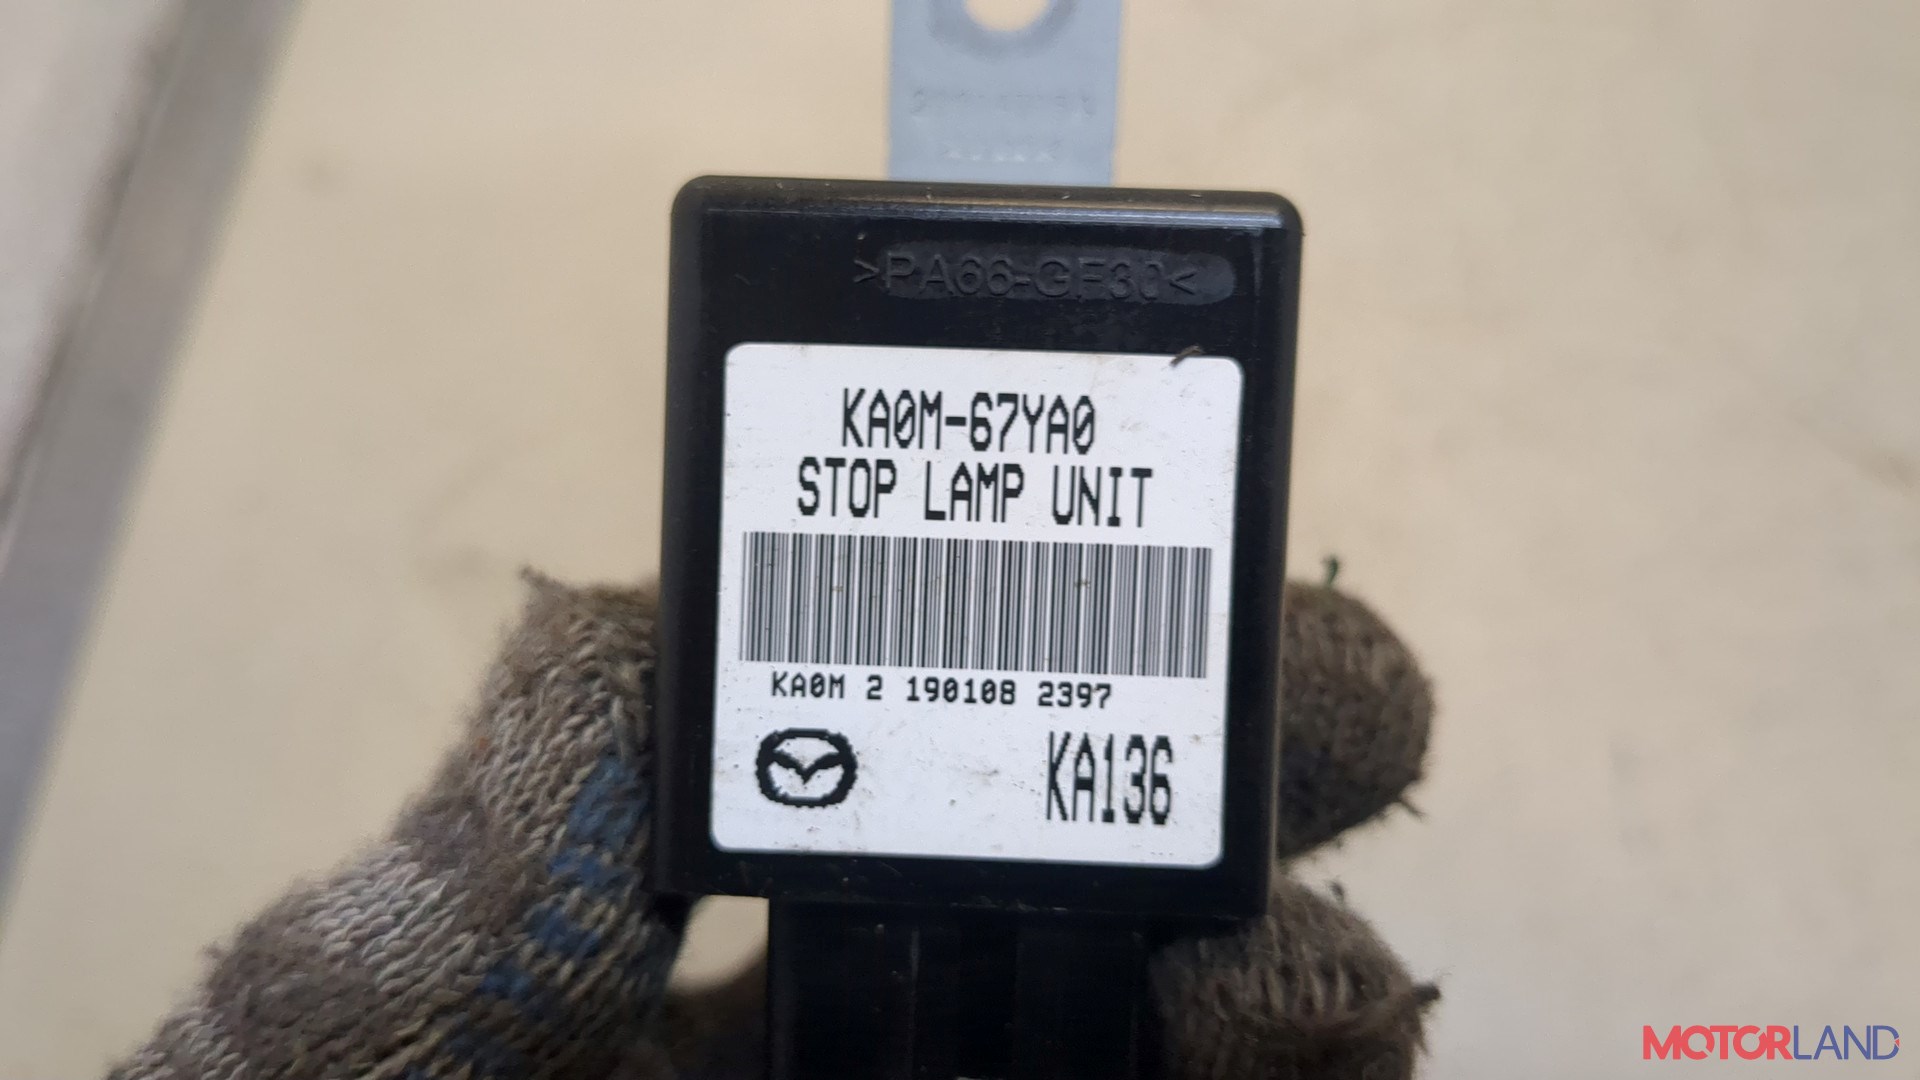 >PA66-GF30<
KA0M-67YA0
STOP LAMP UNIT
KA0M 2 190108 2397
KA136
MOTORLAND